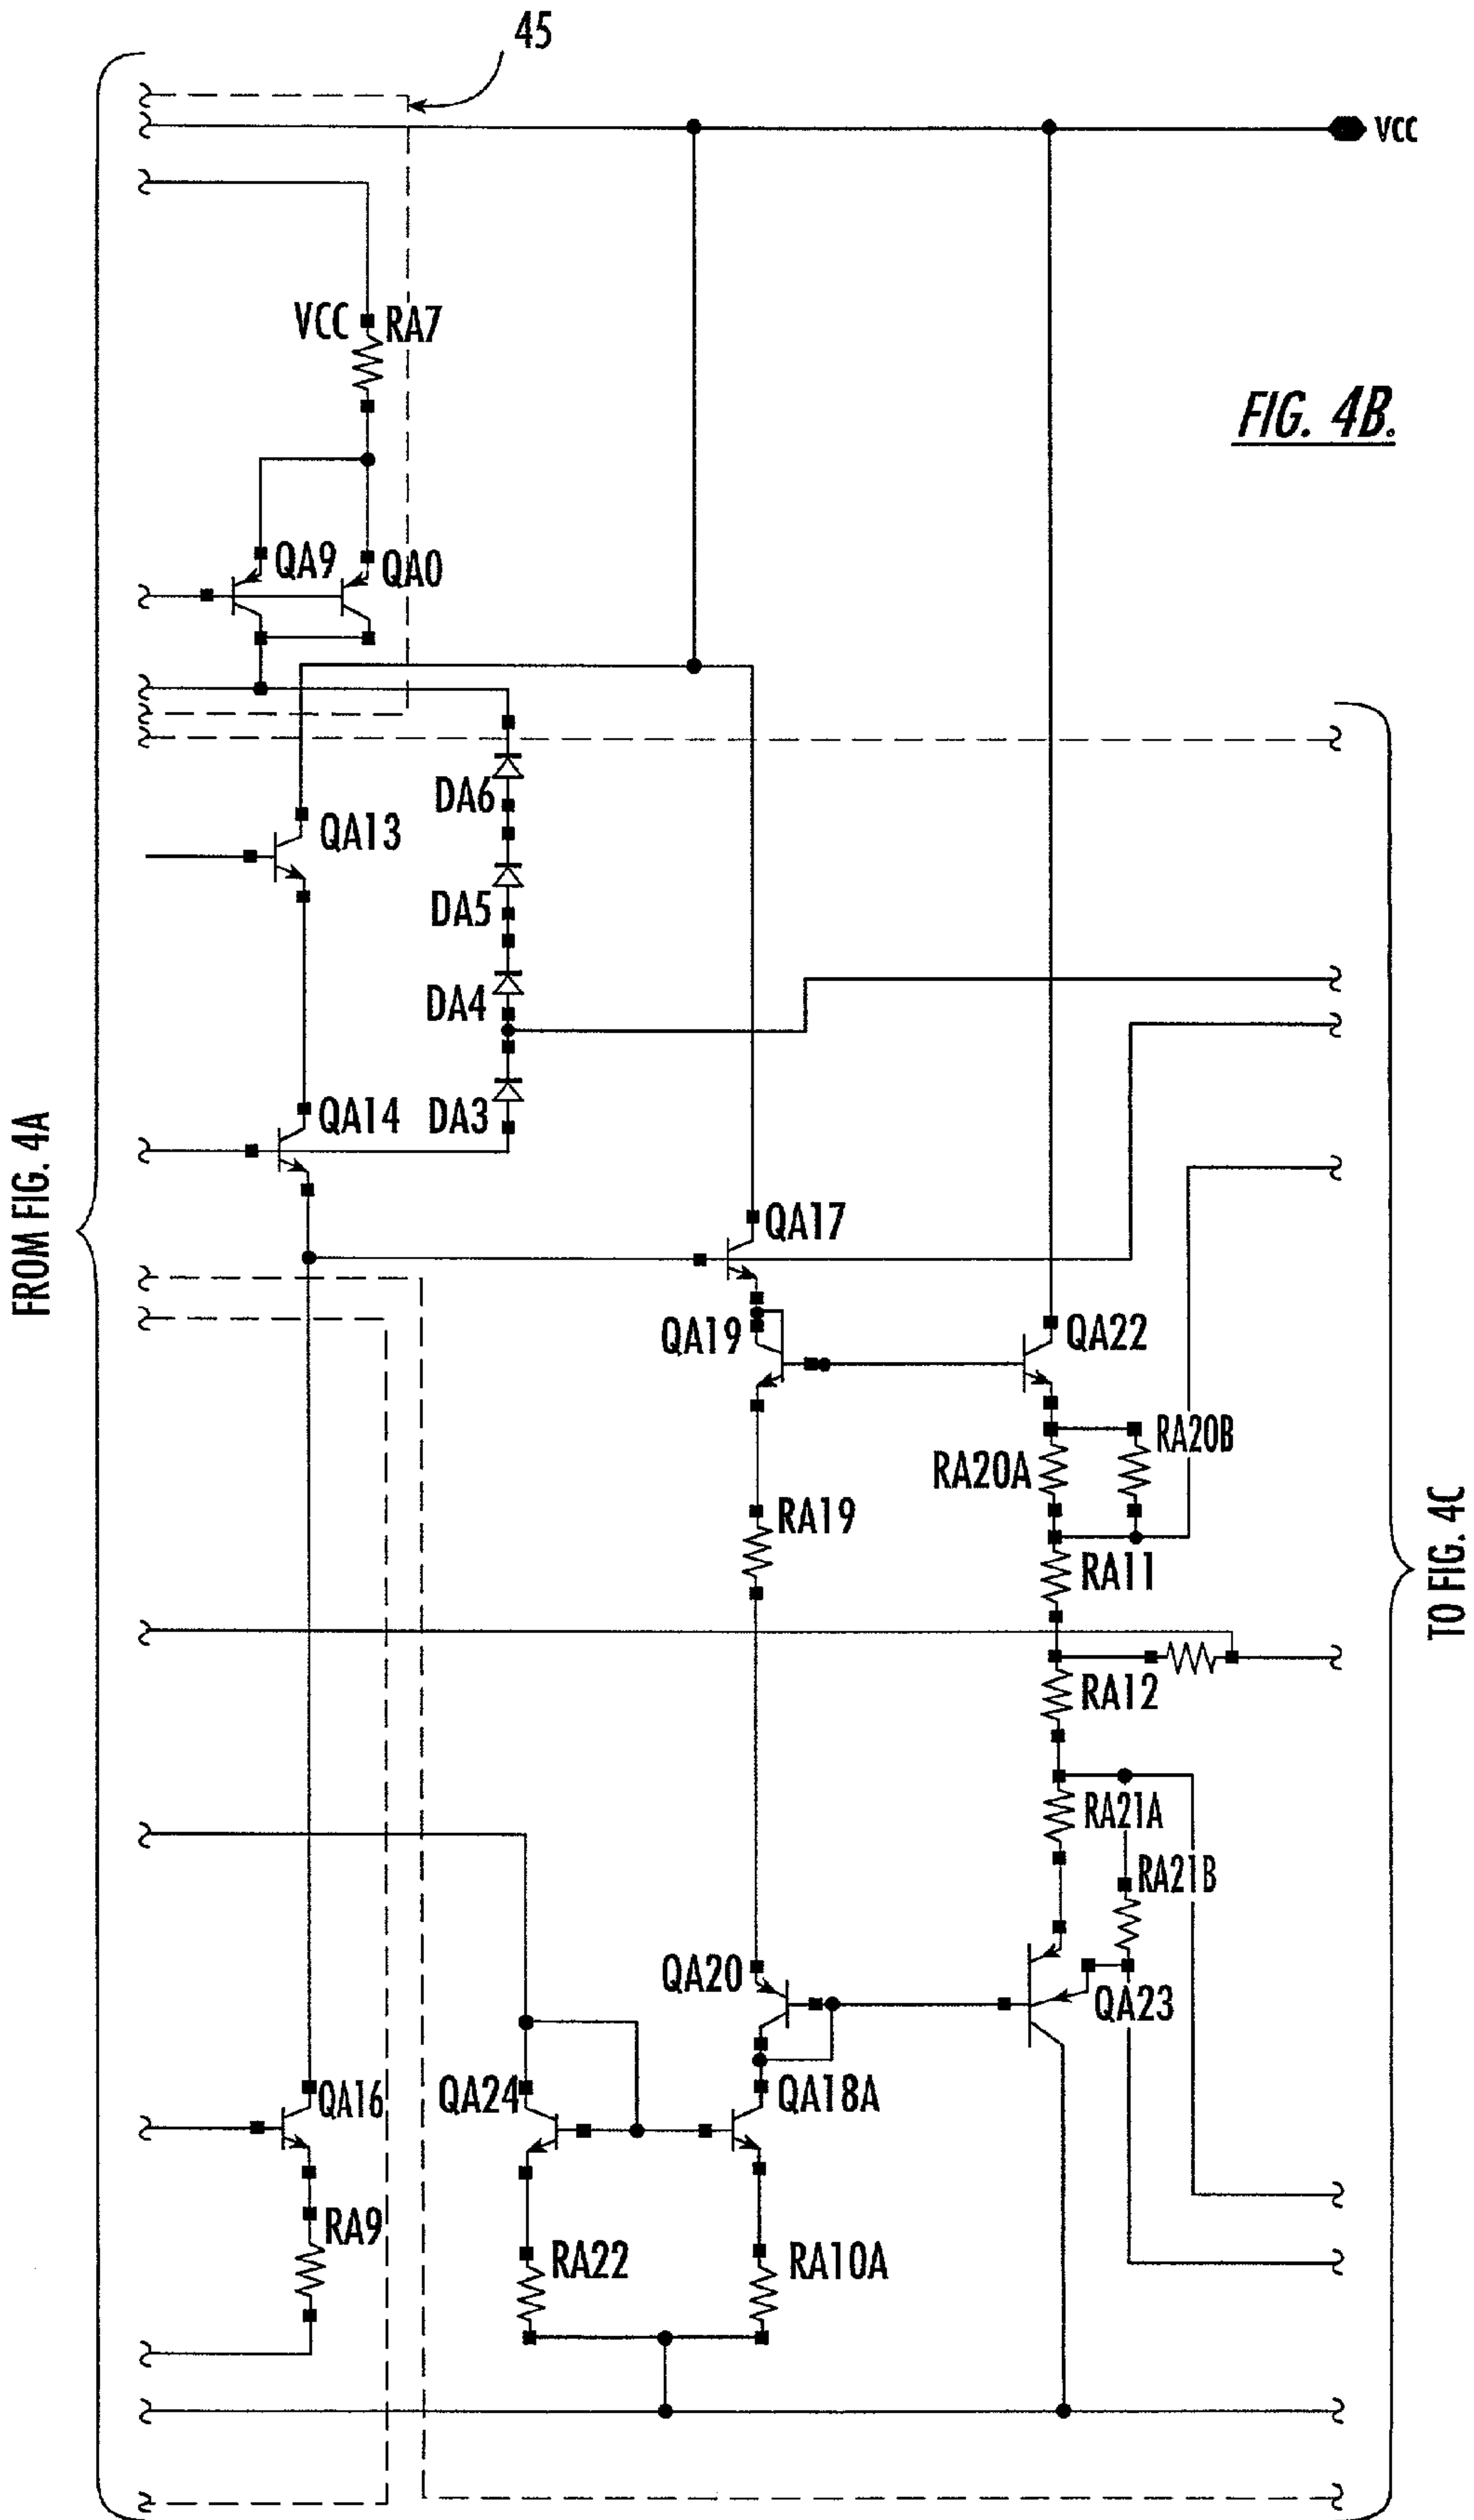 45
VCC
VCC RA7
FIG. 4B.
QA9
QA0
DA6
QA13
DA5
DA4
QA14 DA3
FROM FIG. 4A
QA17
QA19
QA22
RA20B
RA20A
RA19
RA11
TO FIG. 4C
RA12
RA21A
RA21B
QA20
QA23
QA16
QA24
QA18A
RA9
RA22
RA10A